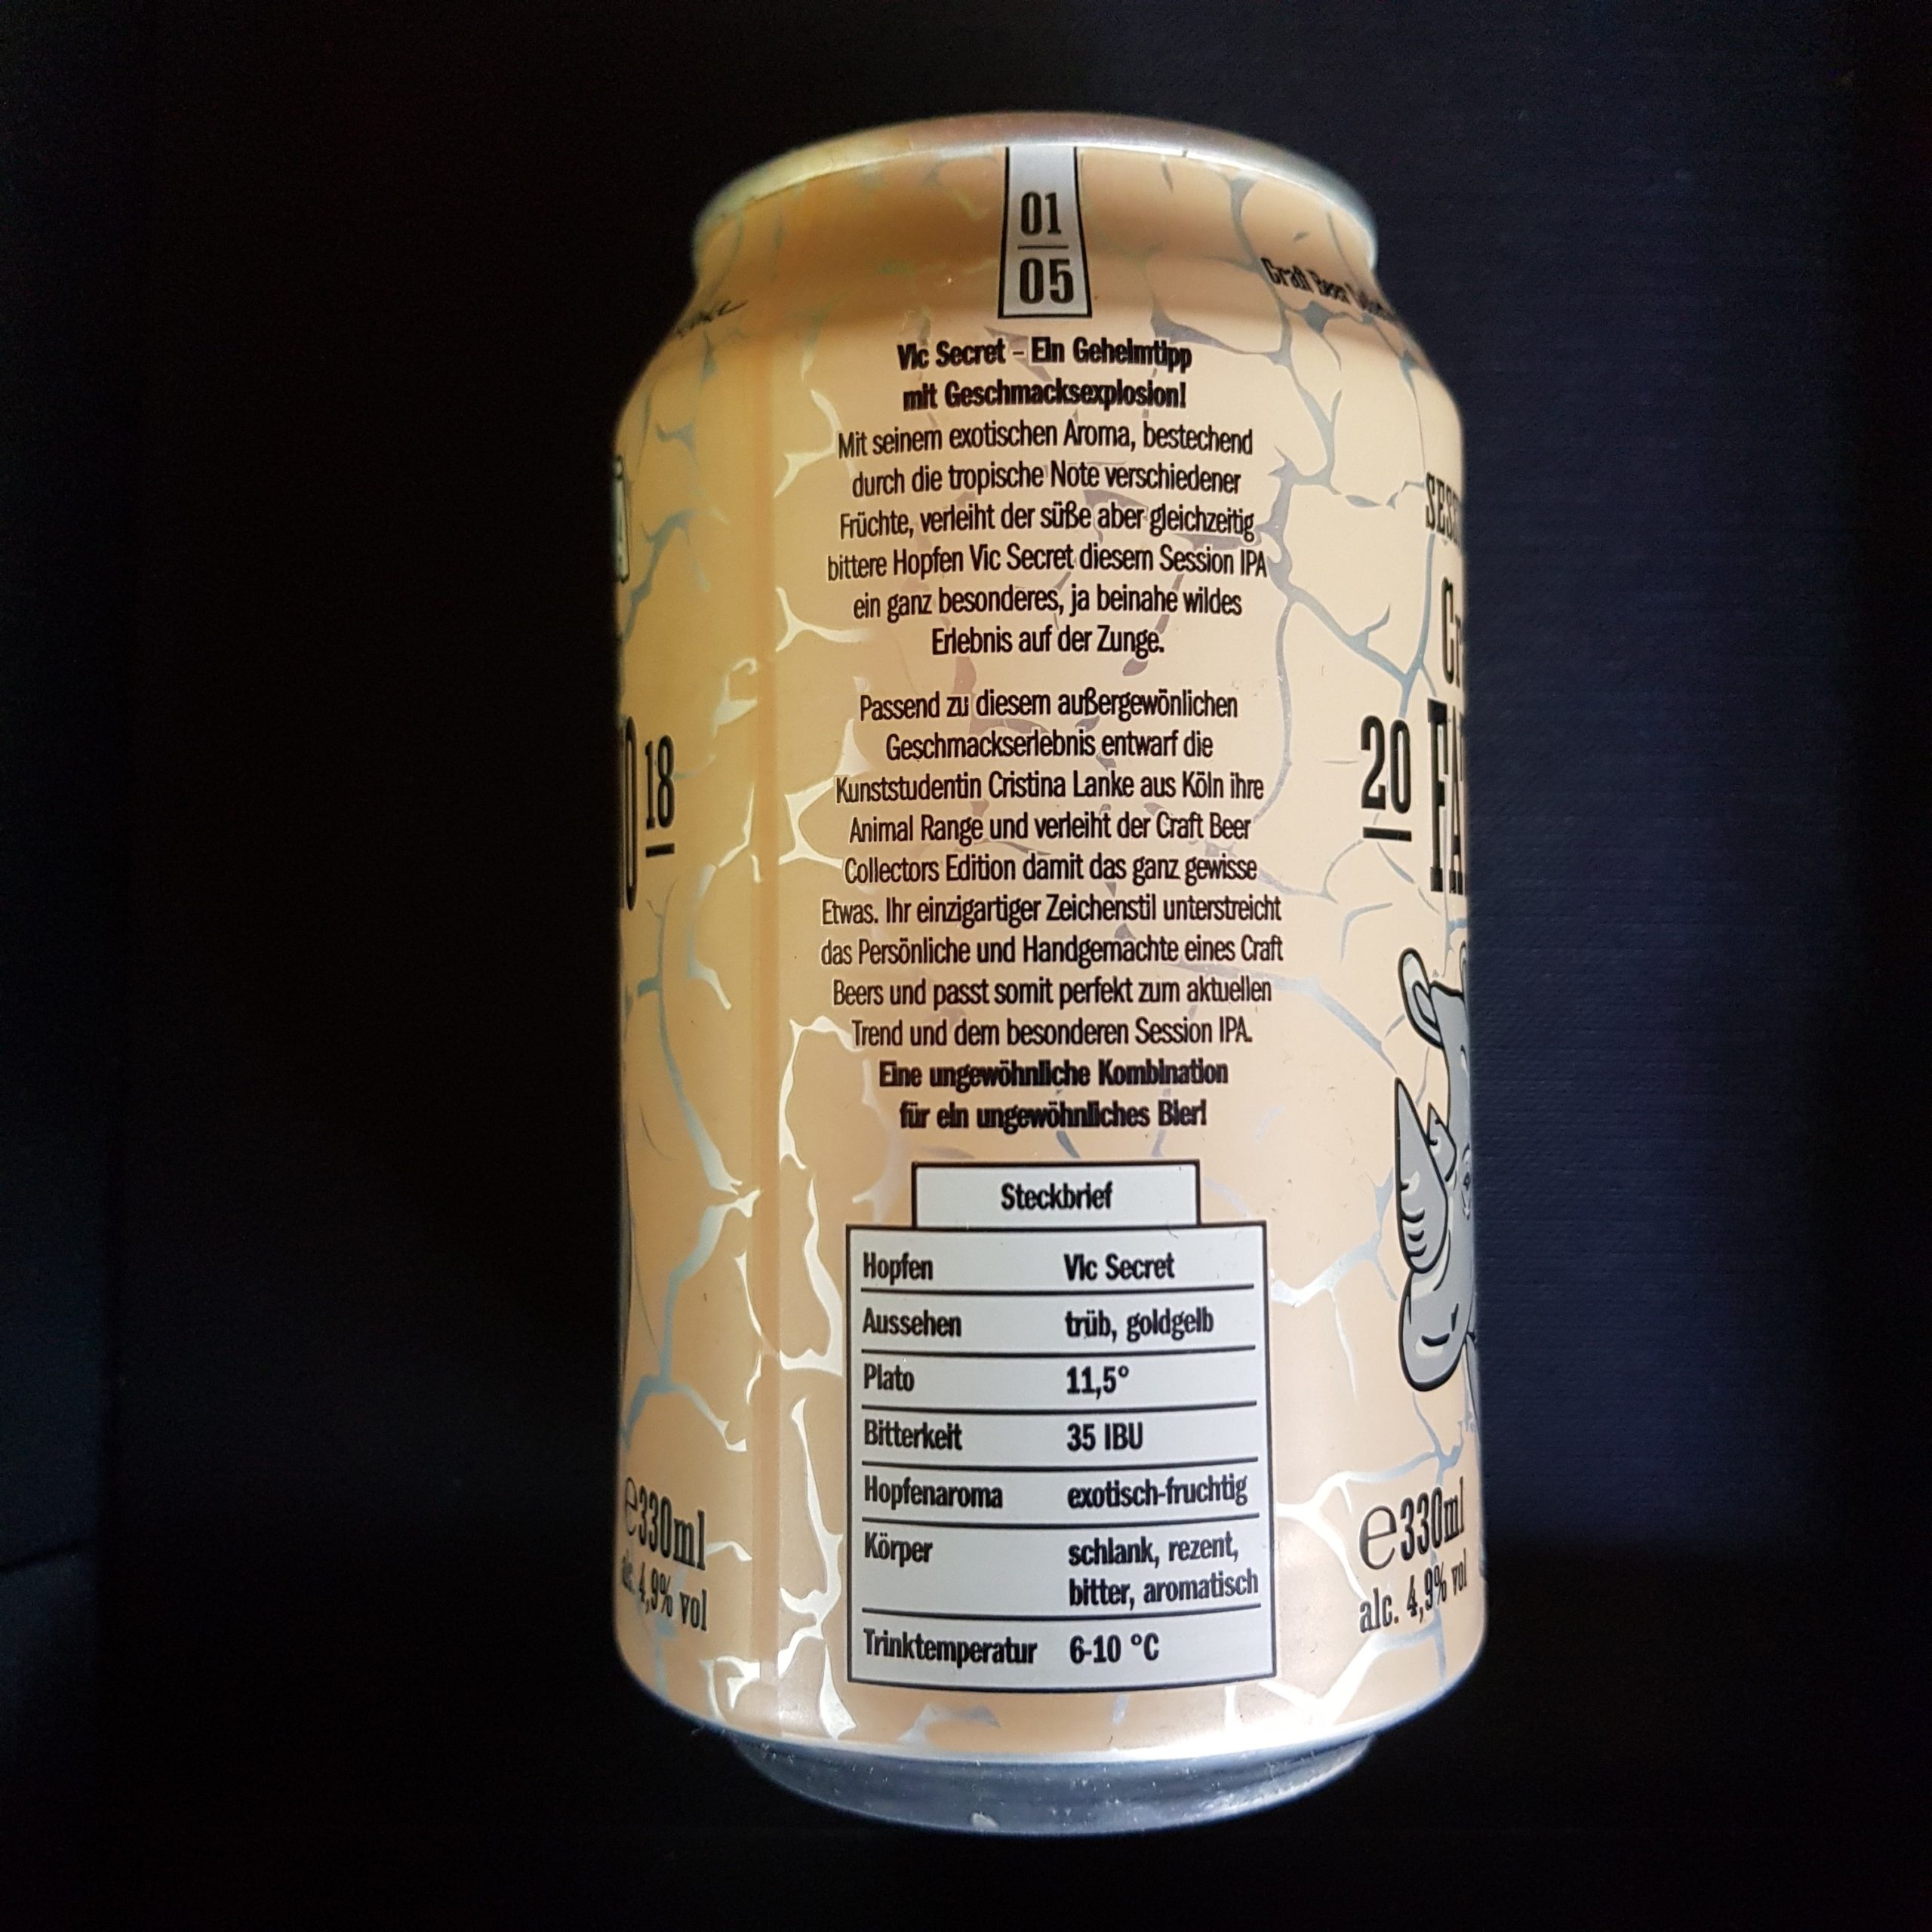 01
05
Vic Secret – Ein Geheimtipp
mit Geschmacksexplosion!
Mit seinem exotischen Aroma, bestechend
durch die tropische Note verschiedener
Früchte, verleiht der süße aber gleichzeitig
bittere Hopfen Vic Secret diesem Session IPA
ein ganz besonderes, ja beinahe wildes
Erlebnis auf der Zunge.
Passend zu diesem außergewönlichen
Geschmackserlebnis entwarf die
Kunststudentin Cristina Lanke aus Köln ihre
Animal Range und verleiht der Craft Beer
Collectors Edition damit das ganz gewisse
Etwas. Ihr einzigartiger Zeichenstil unterstreicht
das Persönliche und Handgemachte eines Craft
Beers und passt somit perfekt zum aktuellen
Trend und dem besonderen Session IPA.
Eine ungewöhnliche Kombination
für ein ungewöhnliches Bier!
Steckbrief
Hopfen Vic Secret
Aussehen trüb, goldgelb
Plato 11,5°
Bitterkeit 35 IBU
Hopfenaroma exotisch-fruchtig
Körper schlank, rezent,
bitter, aromatisch
Trinktemperatur 6-10 °C
18
℮330ml
alc. 4,9% vol
Craft Beer
20
℮330ml
alc. 4,9% vol